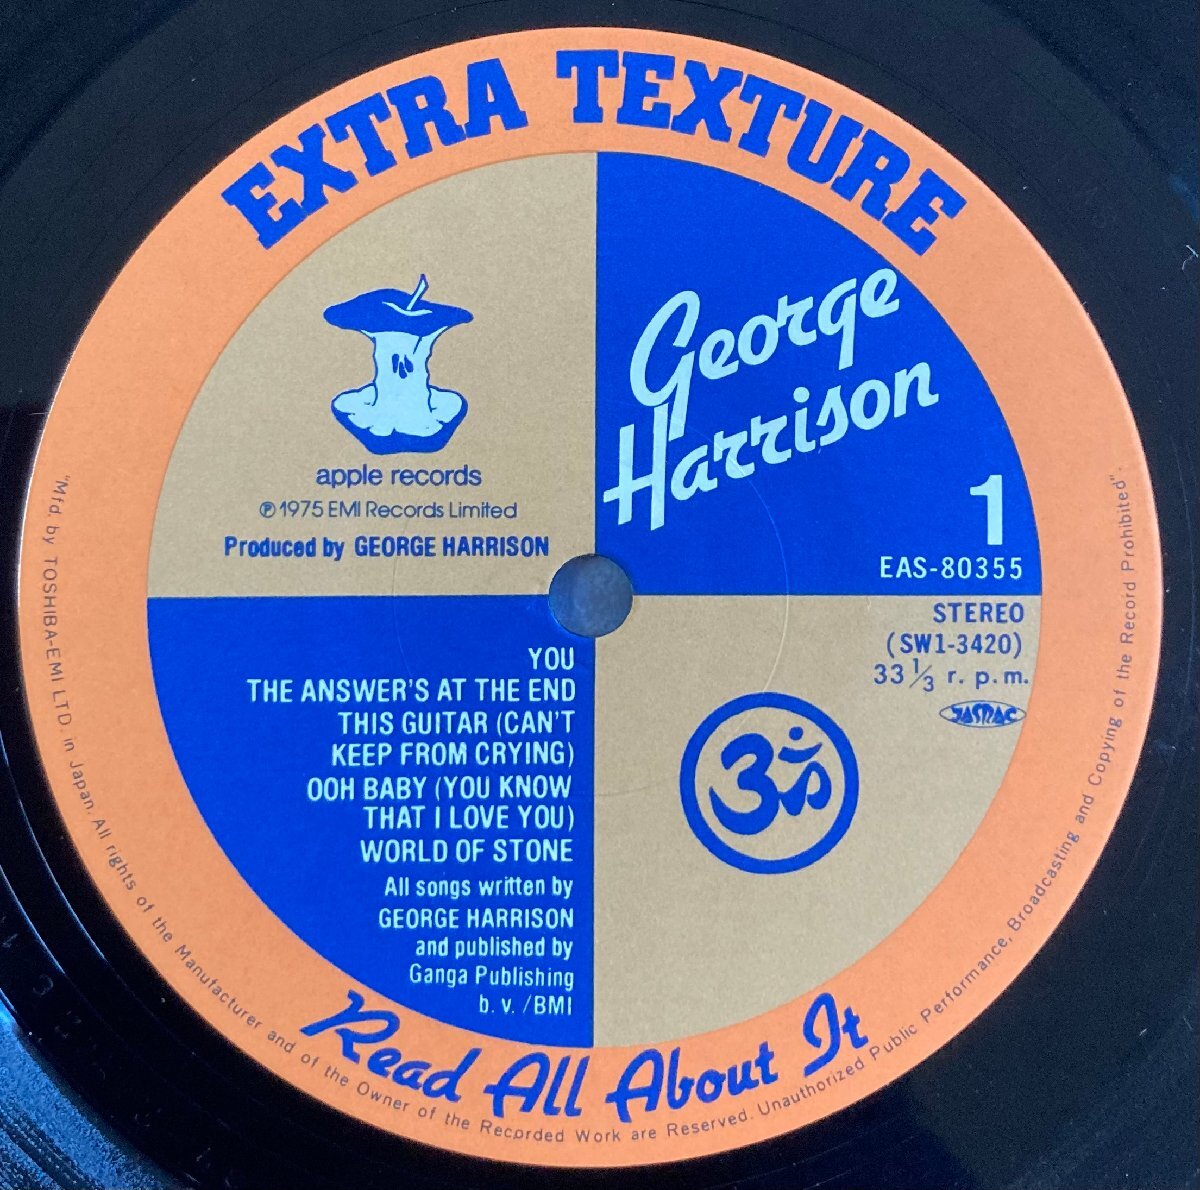 EXTRA TEXTURE
apple records
℗ 1975 EMI Records Limited
Produced by GEORGE HARRISON
George
Harrison
1
EAS-80355
STEREO
(SW1-3420)
33 1/3 r. p. m.
JASRAC
ॐ
YOU
THE ANSWER'S AT THE END
THIS GUITAR (CAN'T
KEEP FROM CRYING)
OOH BABY (YOU KNOW
THAT I LOVE YOU)
WORLD OF STONE
All songs written by
GEORGE HARRISON
and published by
Ganga Publishing
b. v. /BMI
Read All About It
"Mfd. by TOSHIBA-EMI LTD. in Japan. All rights of the Manufacturer and of the Owner of the Recorded Work are Reserved. Unauthorized Public Performance, Broadcasting and Copying of the Record Prohibited".